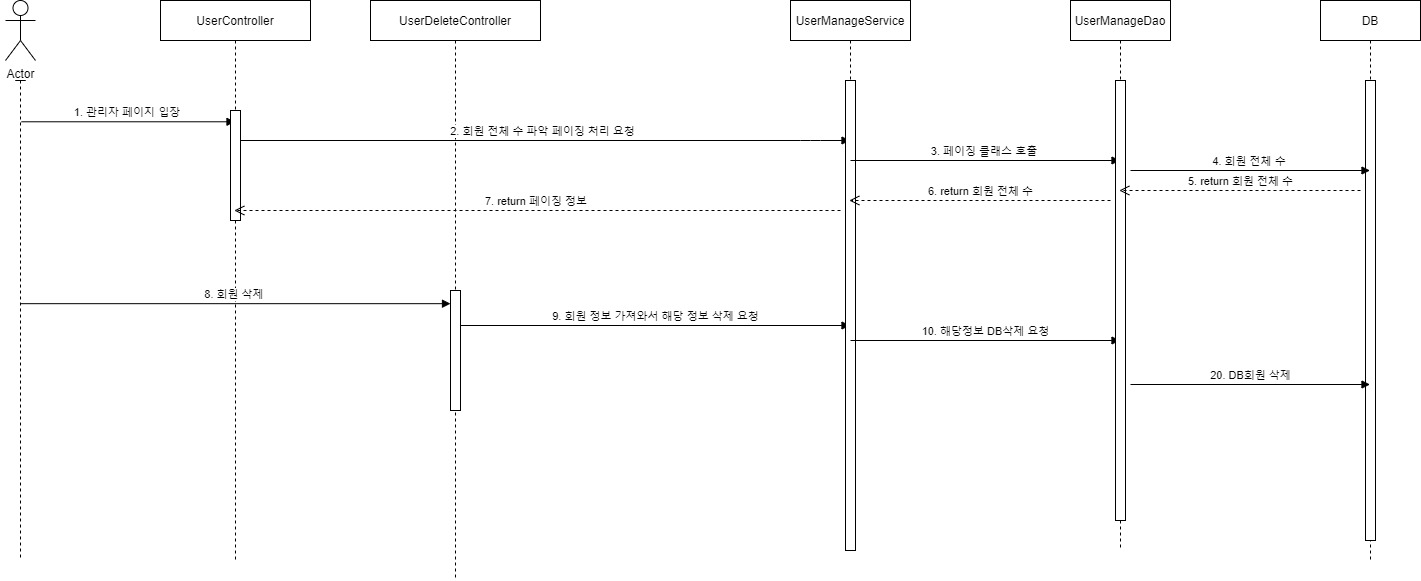 UserController
UserDeleteController
UserManageService
UserManageDao
DB
Actor
1. 관리자 페이지 입장
2. 회원 전체 수 파악 페이징 처리 요청
3. 페이징 클래스 호출
4. 회원 전체 수
5. return 회원 전체 수
6. return 회원 전체 수
7. return 페이징 정보
8. 회원 삭제
9. 회원 정보 가져와서 해당 정보 삭제 요청
10. 해당정보 DB삭제 요청
20. DB회원 삭제